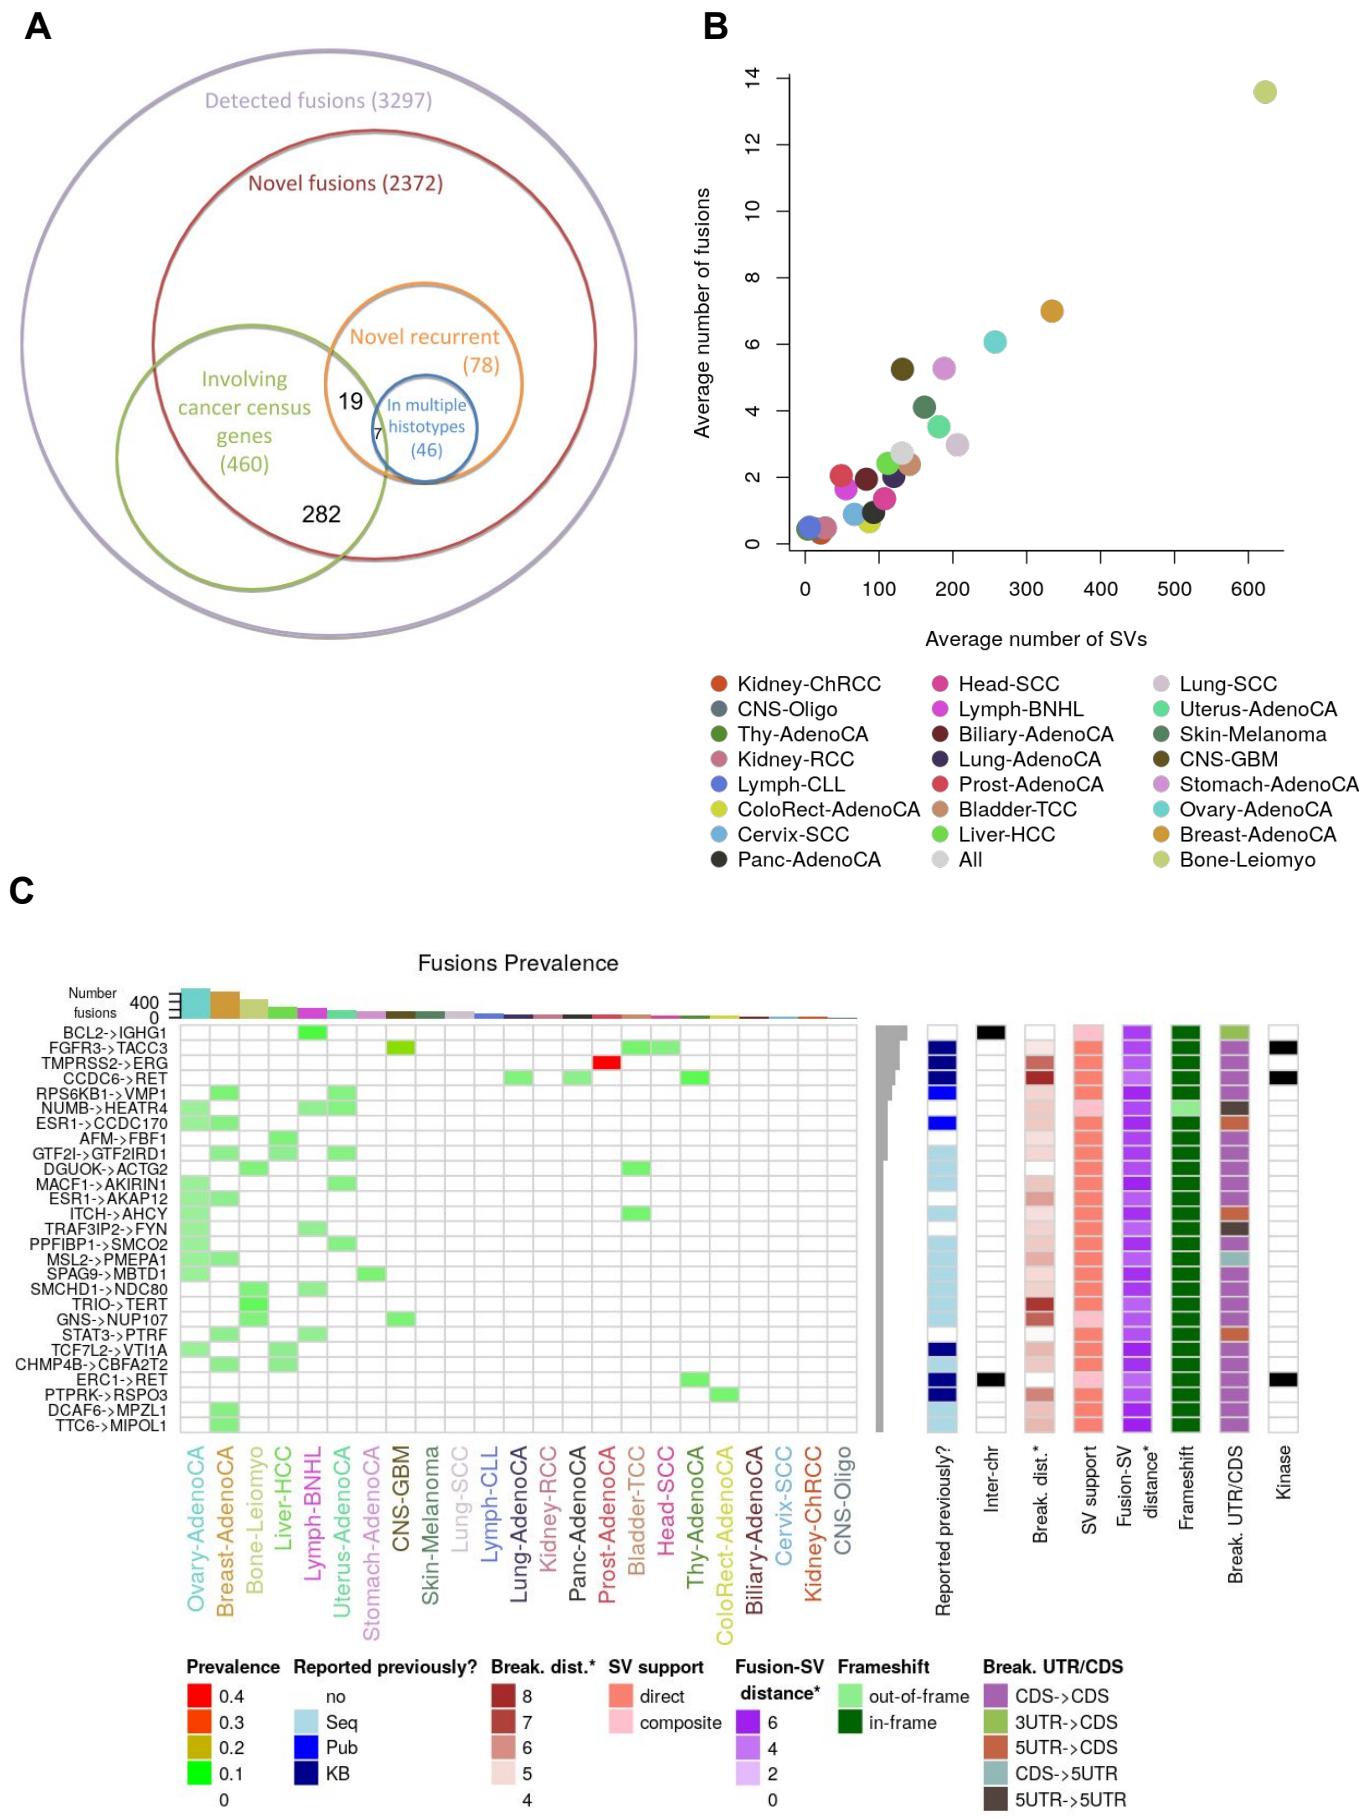 A
Detected fusions (3297)
Novel fusions (2372)
Novel recurrent
(78)
Involving
cancer census
genes
(460)
19
In multiple
histotypes
(46)
7
282
B
Average number of fusions
14
12
10
8
6
4
2
0
0 100 200 300 400 500 600
Average number of SVs
Kidney-ChRCC Head-SCC Lung-SCC
CNS-Oligo Lymph-BNHL Uterus-AdenoCA
Thy-AdenoCA Biliary-AdenoCA Skin-Melanoma
Kidney-RCC Lung-AdenoCA CNS-GBM
Lymph-CLL Prost-AdenoCA Stomach-AdenoCA
ColoRect-AdenoCA Bladder-TCC Ovary-AdenoCA
Cervix-SCC Liver-HCC Breast-AdenoCA
Panc-AdenoCA All Bone-Leiomyo
C
Fusions Prevalence
Number
fusions
400
0
BCL2->IGHG1
FGFR3->TACC3
TMPRSS2->ERG
CCDC6->RET
RPS6KB1->VMP1
NUMB->HEATR4
ESR1->CCDC170
AFM->FBF1
GTF2I->GTF2IRD1
DGUOK->ACTG2
MACF1->AKIRIN1
ESR1->AKAP12
ITCH->AHCY
TRAF3IP2->FYN
PPFIBP1->SMCO2
MSL2->PMEPA1
SPAG9->MBTD1
SMCHD1->NDC80
TRIO->TERT
GNS->NUP107
STAT3->PTRF
TCF7L2->VTI1A
CHMP4B->CBFA2T2
ERC1->RET
PTPRK->RSPO3
DCAF6->MPZL1
TTC6->MIPOL1
Ovary-AdenoCA
Breast-AdenoCA
Bone-Leiomyo
Liver-HCC
Lymph-BNHL
Uterus-AdenoCA
Stomach-AdenoCA
CNS-GBM
Skin-Melanoma
Lung-SCC
Lymph-CLL
Lung-AdenoCA
Kidney-RCC
Panc-AdenoCA
Prost-AdenoCA
Bladder-TCC
Head-SCC
Thy-AdenoCA
ColoRect-AdenoCA
Biliary-AdenoCA
Cervix-SCC
Kidney-ChRCC
CNS-Oligo
Reported previously?
Inter-chr
Break. dist.*
SV support
Fusion-SV
distance*
Frameshift
Break. UTR/CDS
Kinase
Prevalence
0.4
0.3
0.2
0.1
0
Reported previously?
no
Seq
Pub
KB
Break. dist.*
8
7
6
5
4
SV support
direct
composite
Fusion-SV
distance*
6
4
2
0
Frameshift
out-of-frame
in-frame
Break. UTR/CDS
CDS->CDS
3UTR->CDS
5UTR->CDS
CDS->5UTR
5UTR->5UTR